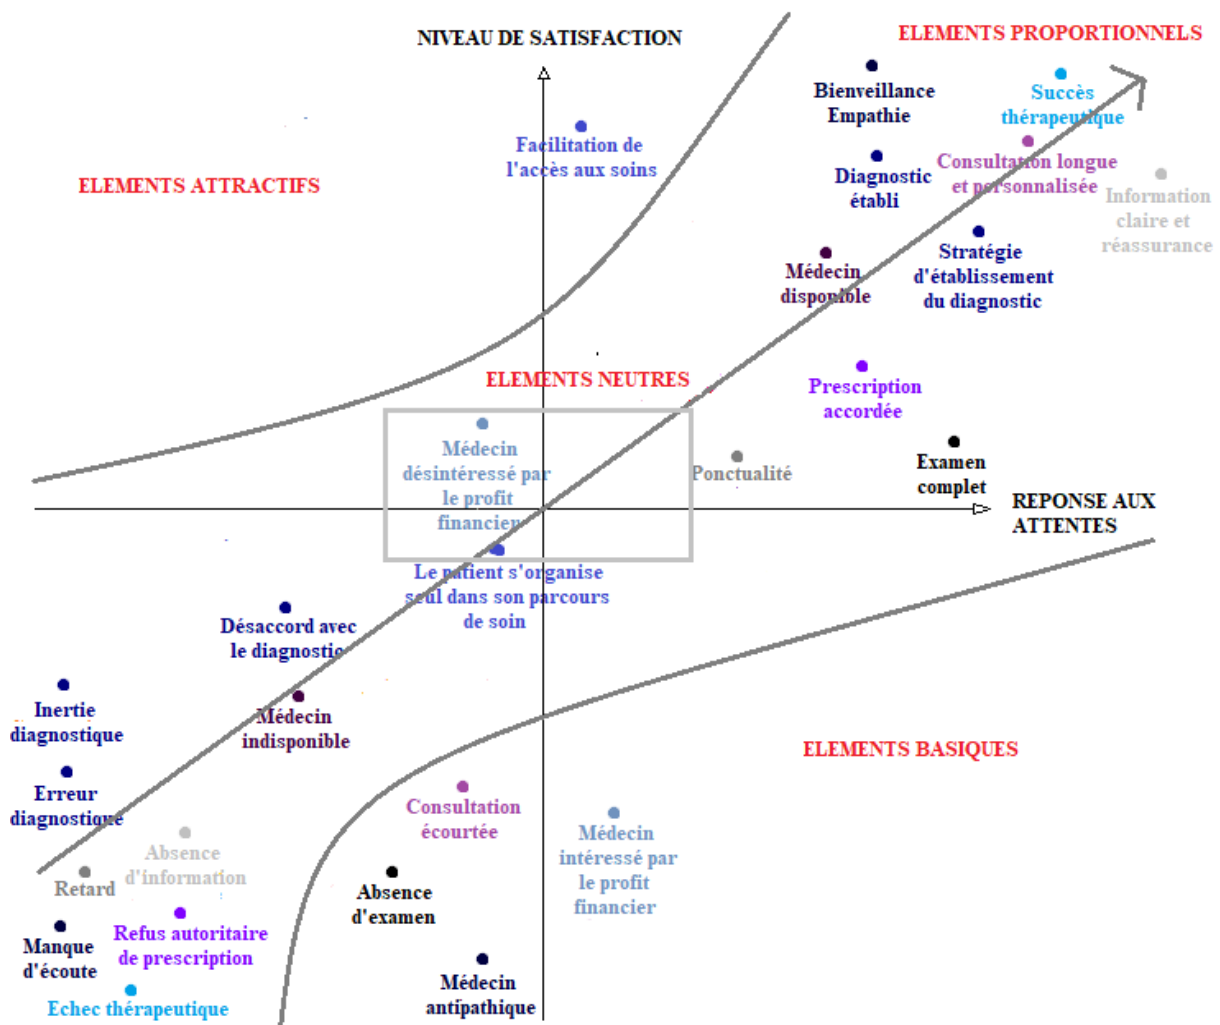 NIVEAU DE SATISFACTION
ELEMENTS PROPORTIONNELS
Bienveillance
Empathie
Succès
thérapeutique
Facilitation de
l'accès aux soins
ELEMENTS ATTRACTIFS
Diagnostic
établi
Consultation longue
et personnalisée
Information
claire et
réassurance
Médecin
disponible
Stratégie
d'établissement
du diagnostic
ELEMENTS NEUTRES
Prescription
accordée
Médecin
désintéressé par
le profit
financier
Ponctualité
Examen
complet
REPONSE AUX
ATTENTES
Le patient s'organise
seul dans son parcours
de soin
Désaccord avec
le diagnostic
Inertie
diagnostique
Médecin
indisponible
ELEMENTS BASIQUES
Erreur
diagnostique
Consultation
écourtée
Médecin
intéressé par
le profit
financier
Absence
d'information
Retard
Absence
d'examen
Manque
d'écoute
Refus autoritaire
de prescription
Echec thérapeutique
Médecin
antipathique